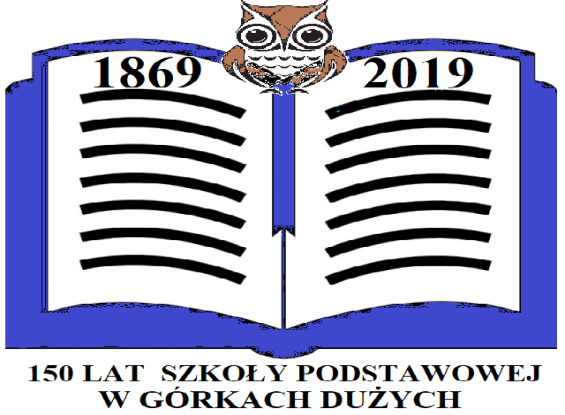 1869 2019
150 LAT SZKOŁY PODSTAWOWEJ
W GÓRKACH DUŻYCH